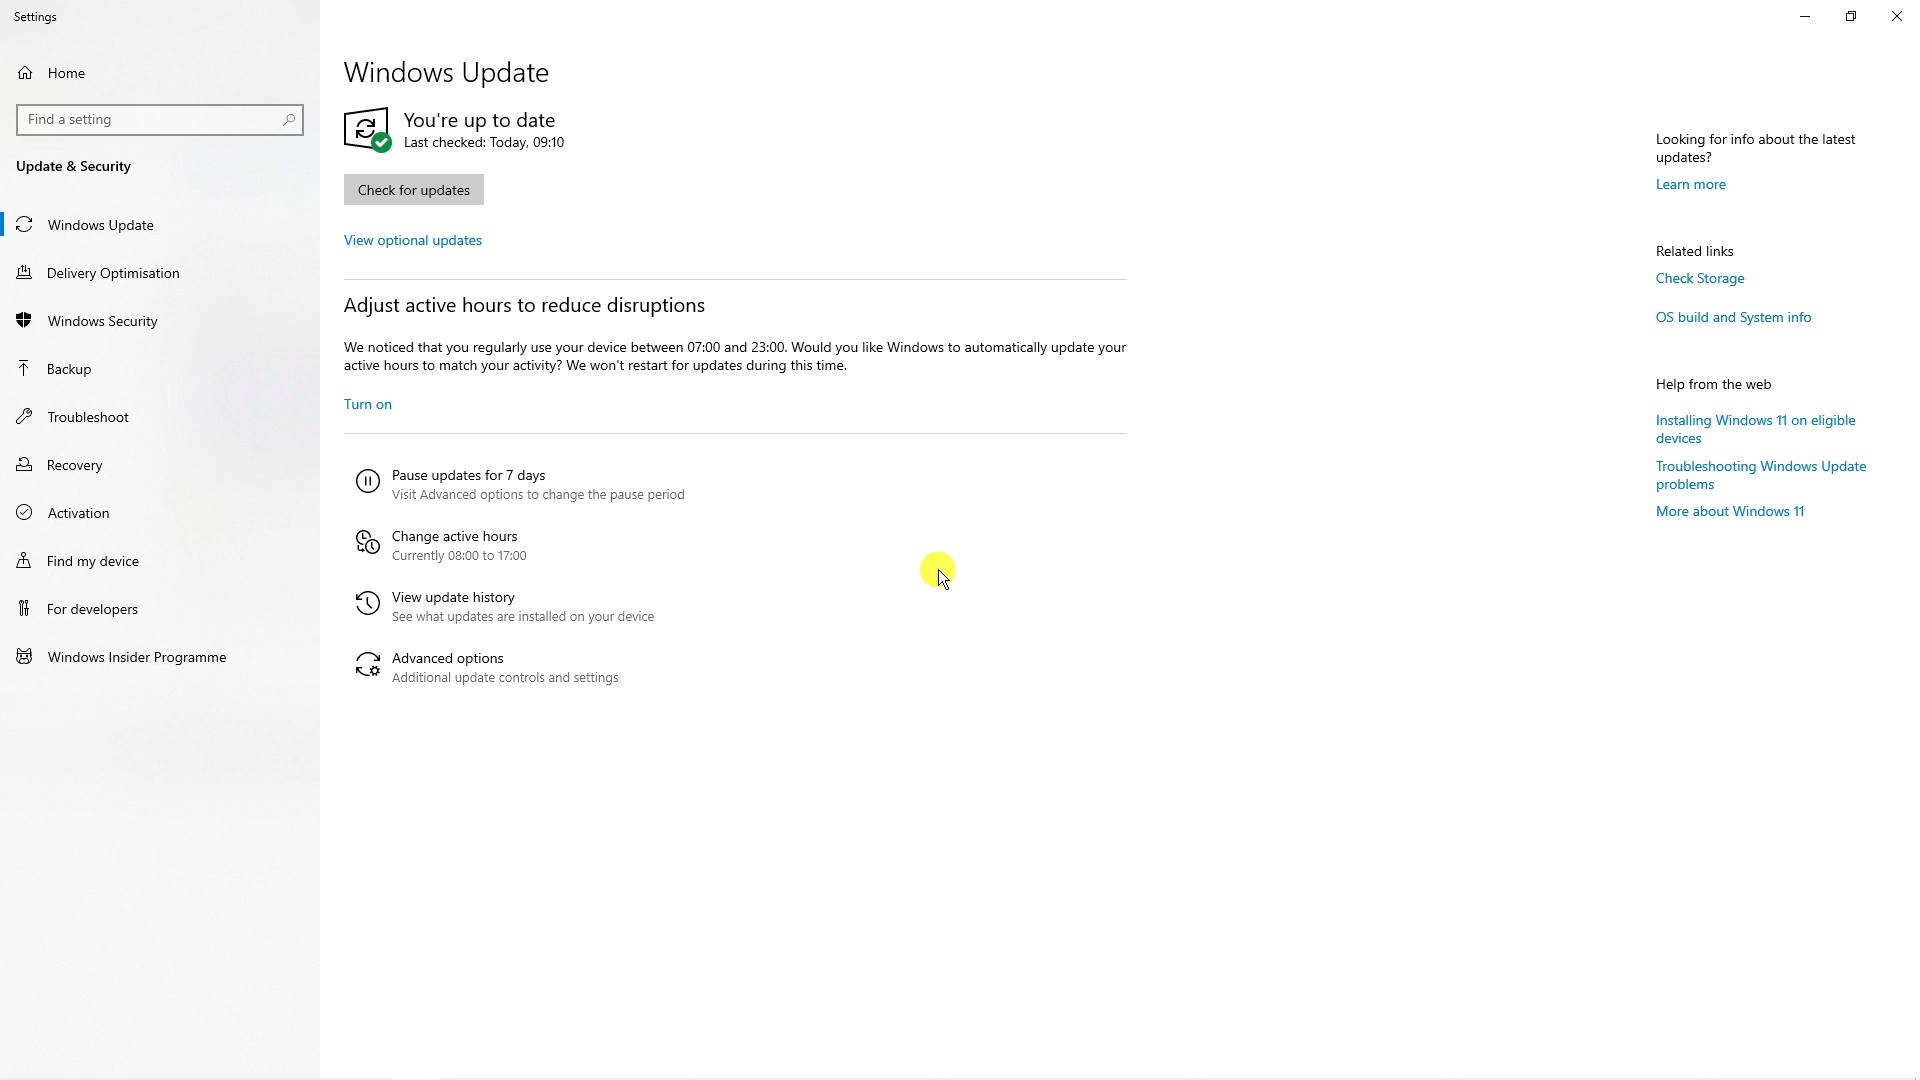 Settings
Home
Find a setting
Update & Security
Windows Update
Delivery Optimisation
Windows Security
Backup
Troubleshoot
Recovery
Activation
Find my device
For developers
Windows Insider Programme
Windows Update
You're up to date
Last checked: Today, 09:10
Check for updates
View optional updates
Adjust active hours to reduce disruptions
We noticed that you regularly use your device between 07:00 and 23:00. Would you like Windows to automatically update your
active hours to match your activity? We won't restart for updates during this time.
Turn on
Pause updates for 7 days
Visit Advanced options to change the pause period
Change active hours
Currently 08:00 to 17:00
View update history
See what updates are installed on your device
Advanced options
Additional update controls and settings
Looking for info about the latest
updates?
Learn more
Related links
Check Storage
OS build and System info
Help from the web
Installing Windows 11 on eligible
devices
Troubleshooting Windows Update
problems
More about Windows 11